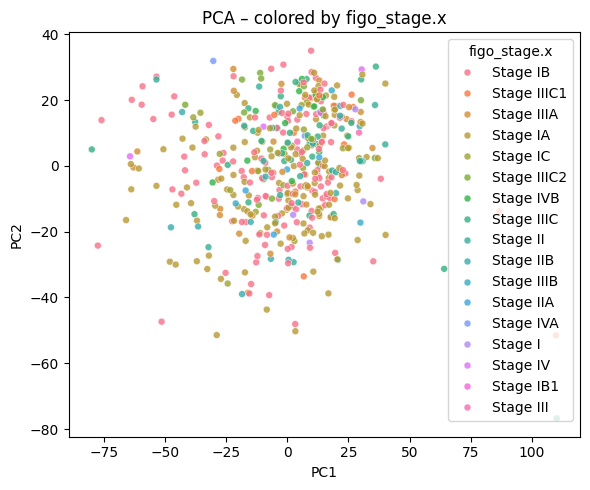 PCA – colored by figo_stage.x
40
20
0
−20
−40
−60
−80
PC2
−75
−50
−25
0
25
50
75
100
PC1
figo_stage.x
Stage IB
Stage IIIC1
Stage IIIA
Stage IA
Stage IC
Stage IIIC2
Stage IVB
Stage IIIC
Stage II
Stage IIB
Stage IIIB
Stage IIA
Stage IVA
Stage I
Stage IV
Stage IB1
Stage III